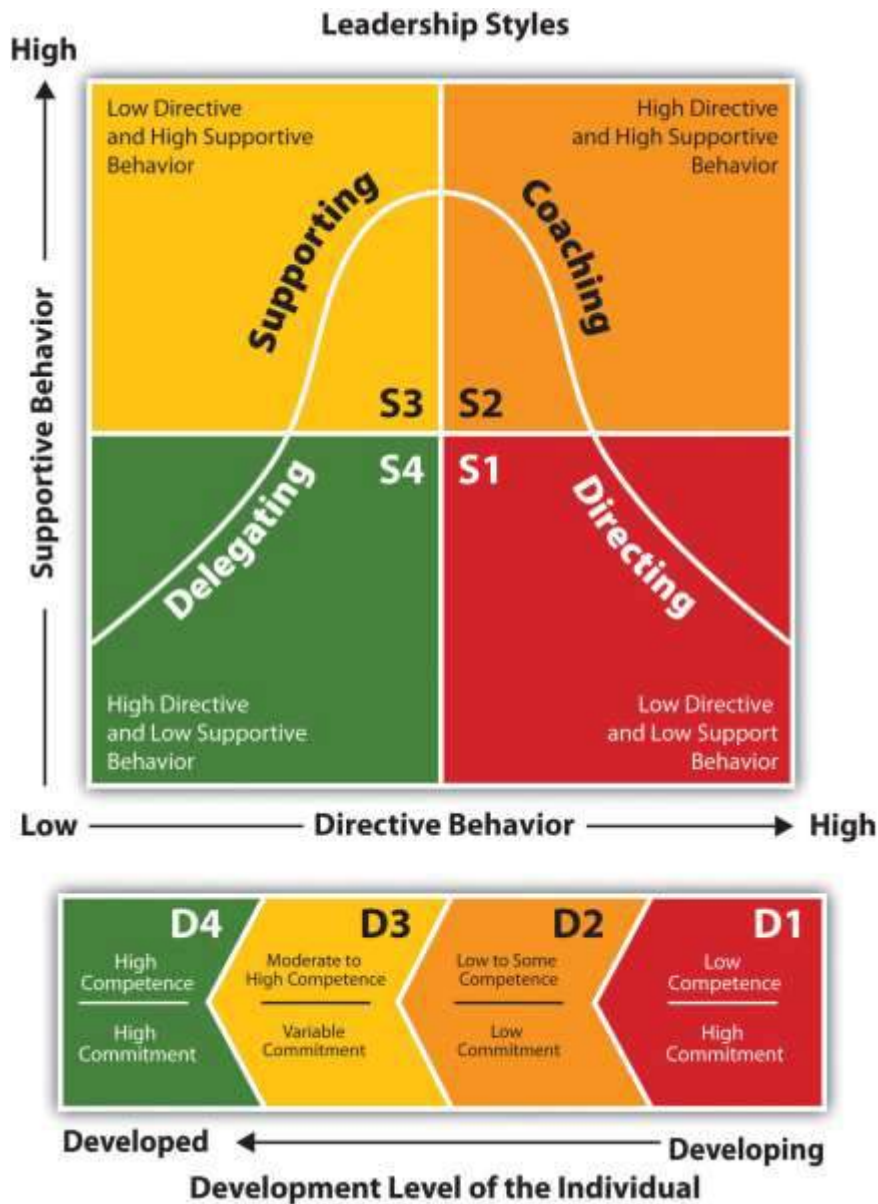 Leadership Styles
High
Low Directive
and High Supportive
Behavior
High Directive
and High Supportive
Behavior
Supporting
Coaching
Supportive Behavior
S3
S2
S4
S1
Delegating
Directing
High Directive
and Low Supportive
Behavior
Low Directive
and Low Support
Behavior
Low
Directive Behavior
High
D4
High
Competence
High
Commitment
D3
Moderate to
High Competence
Variable
Commitment
D2
Low to Some
Competence
Low
Commitment
D1
Low
Competence
High
Commitment
Developed
Developing
Development Level of the Individual